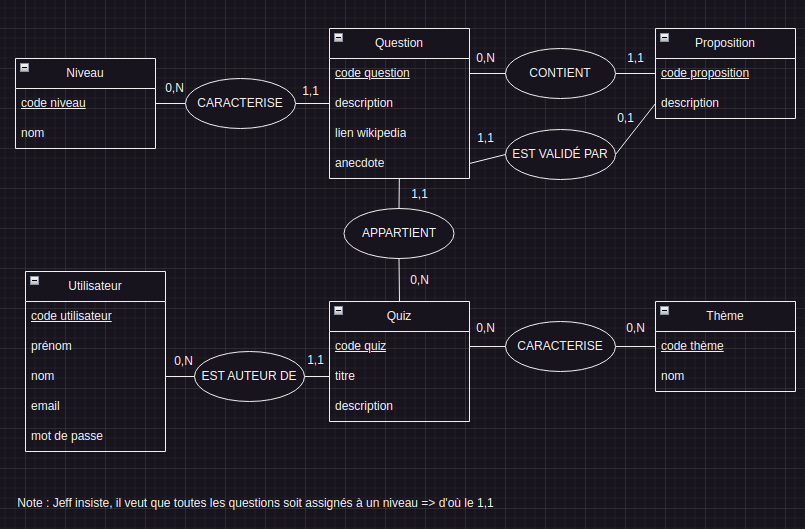 Niveau
code niveau
nom
0,N
CARACTERISE
1,1
Question
code question
description
lien wikipedia
anecdote
0,N
CONTIENT
1,1
Proposition
code proposition
description
1,1
EST VALIDÉ PAR
0,1
1,1
APPARTIENT
0,N
Utilisateur
code utilisateur
prénom
nom
email
mot de passe
0,N
EST AUTEUR DE
1,1
Quiz
code quiz
titre
description
0,N
CARACTERISE
0,N
Thème
code thème
nom
Note : Jeff insiste, il veut que toutes les questions soit assignés à un niveau => d'où le 1,1